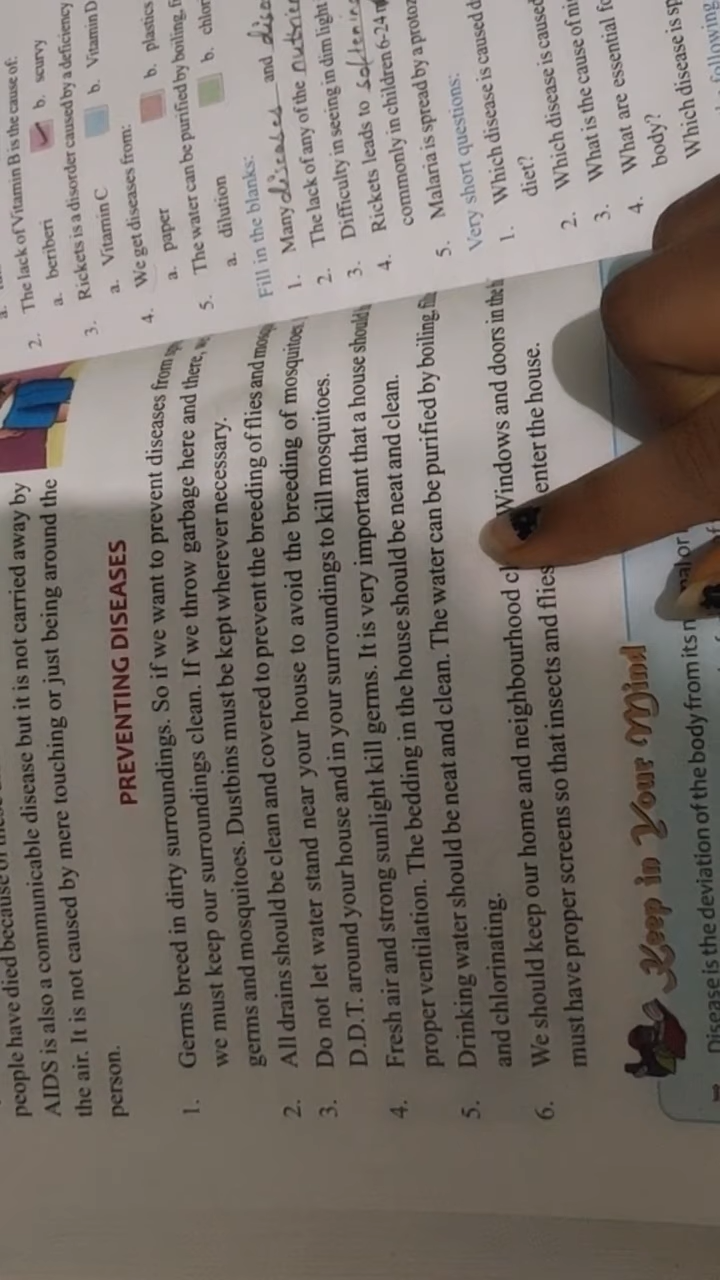 people have died because of
AIDS is also a communicable disease but it is not carried away by
the air. It is not caused by mere touching or just being around the
person.
PREVENTING DISEASES
1. Germs breed in dirty surroundings. So if we want to prevent diseases from
we must keep our surroundings clean. If we throw garbage here and there,
germs and mosquitoes. Dustbins must be kept wherever necessary.
2. All drains should be clean and covered to prevent the breeding of flies and
3. Do not let water stand near your house to avoid the breeding of mosquitoes
D.D.T. around your house and in your surroundings to kill mosquitoes.
4. Fresh air and strong sunlight kill germs. It is very important that a house should
proper ventilation. The bedding in the house should be neat and clean.
5. Drinking water should be neat and clean. The water can be purified by boiling,
and chlorinating.
6. We should keep our home and neighbourhood Windows and doors in the
must have proper screens so that insects and flies enter the house.
Keep in Your Mind
Disease is the deviation of the body from its
2. The lack of Vitamin B is the cause of:
a. beriberi b. scurvy
3. Rickets is a disorder caused by a deficiency
a. Vitamin C b. Vitamin D
4. We get diseases from:
a. paper b. plastics
5. The water can be purified by boiling,
a. dilution b.
Fill in the blanks:
1. Many diseases and
2. The lack of any of the
3. Difficulty in seeing in dim light
4. Rickets leads to softening
commonly in children 6-24
5. Malaria is spread by a
Very short questions:
1. Which disease is caused
diet?
2. Which disease is caused
3. What is the cause of
4. What are essential
body?
Which disease is
following